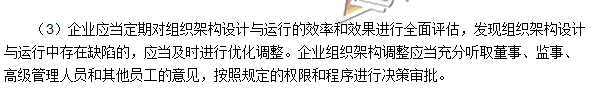 （3）企业应当定期对组织架构设计与运行的效率和效果进行全面评估，发现组织架构设计
与运行中存在缺陷的，应当及时进行优化调整。企业组织架构调整应当充分听取董事、监事、
高级管理人员和其他员工的意见，按照规定的权限和程序进行决策审批。